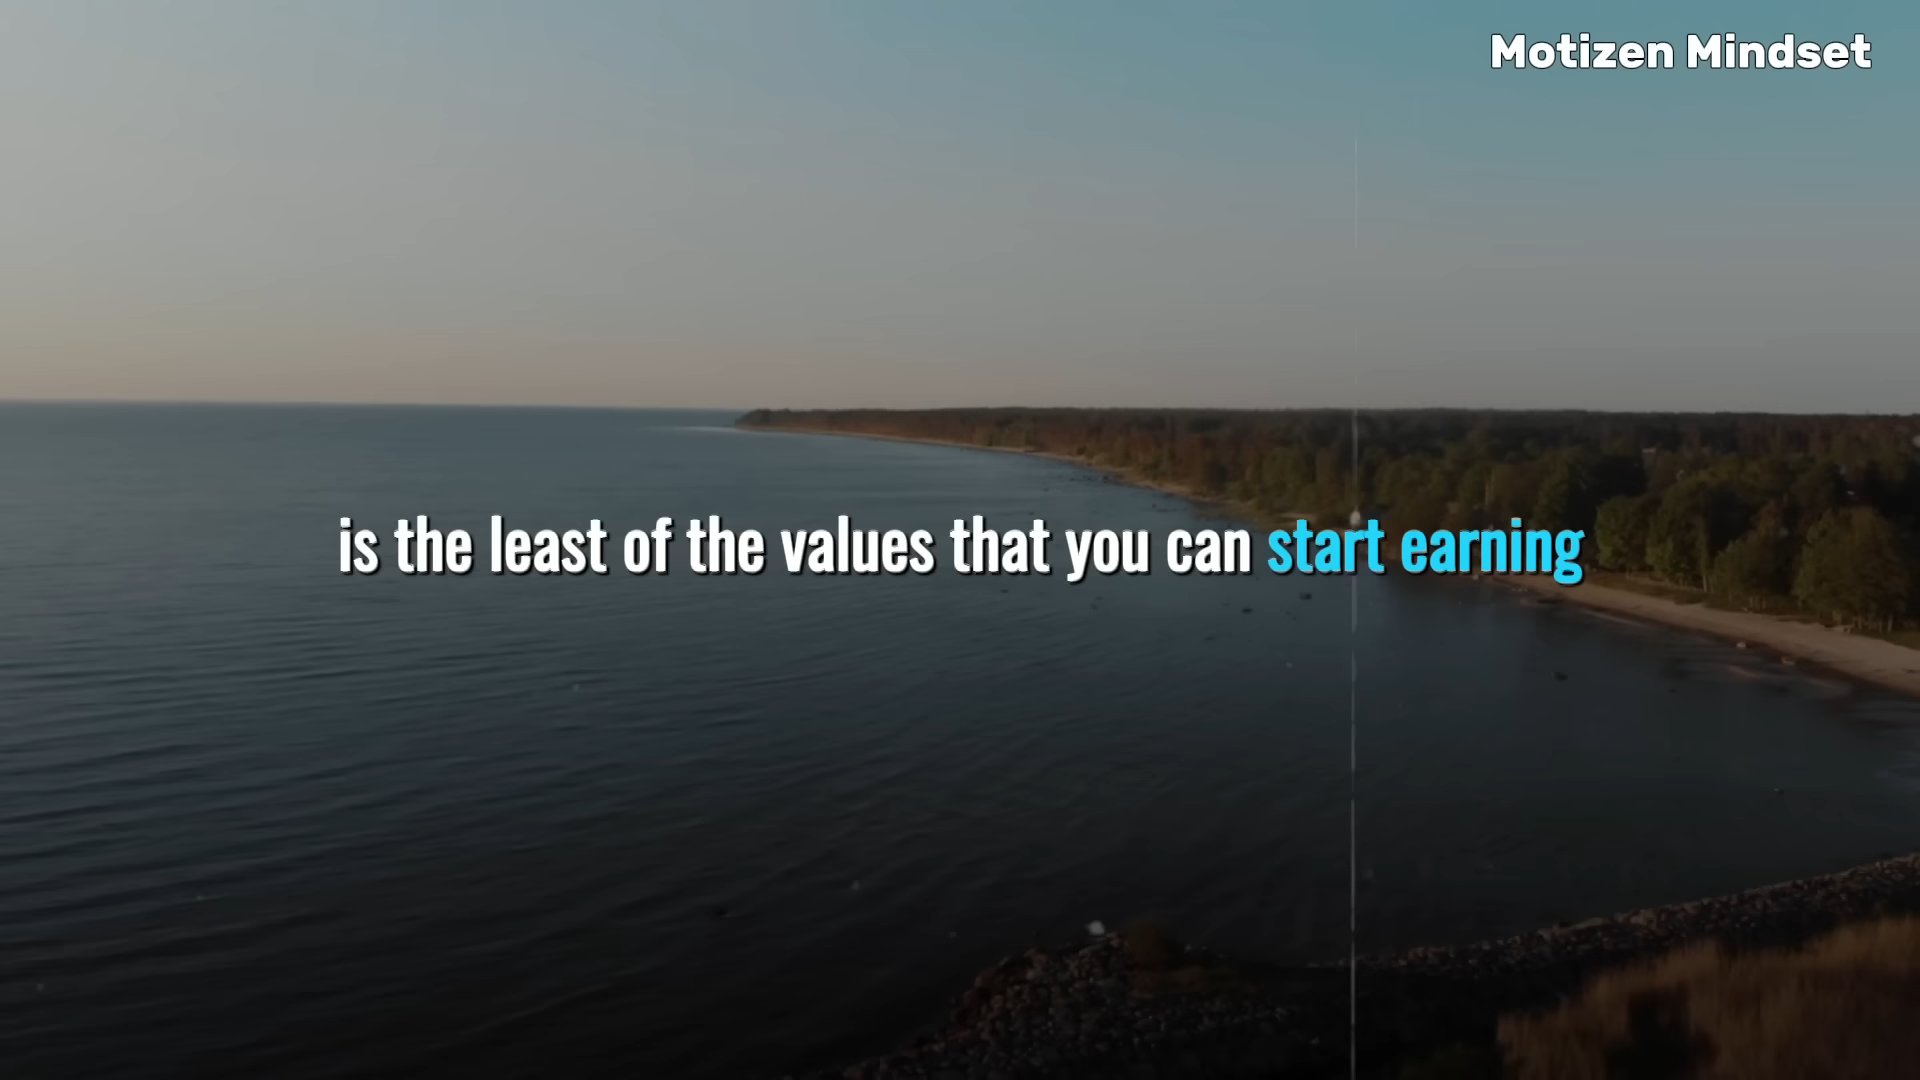 Motizen Mindset
is the least of the values that you can start earning